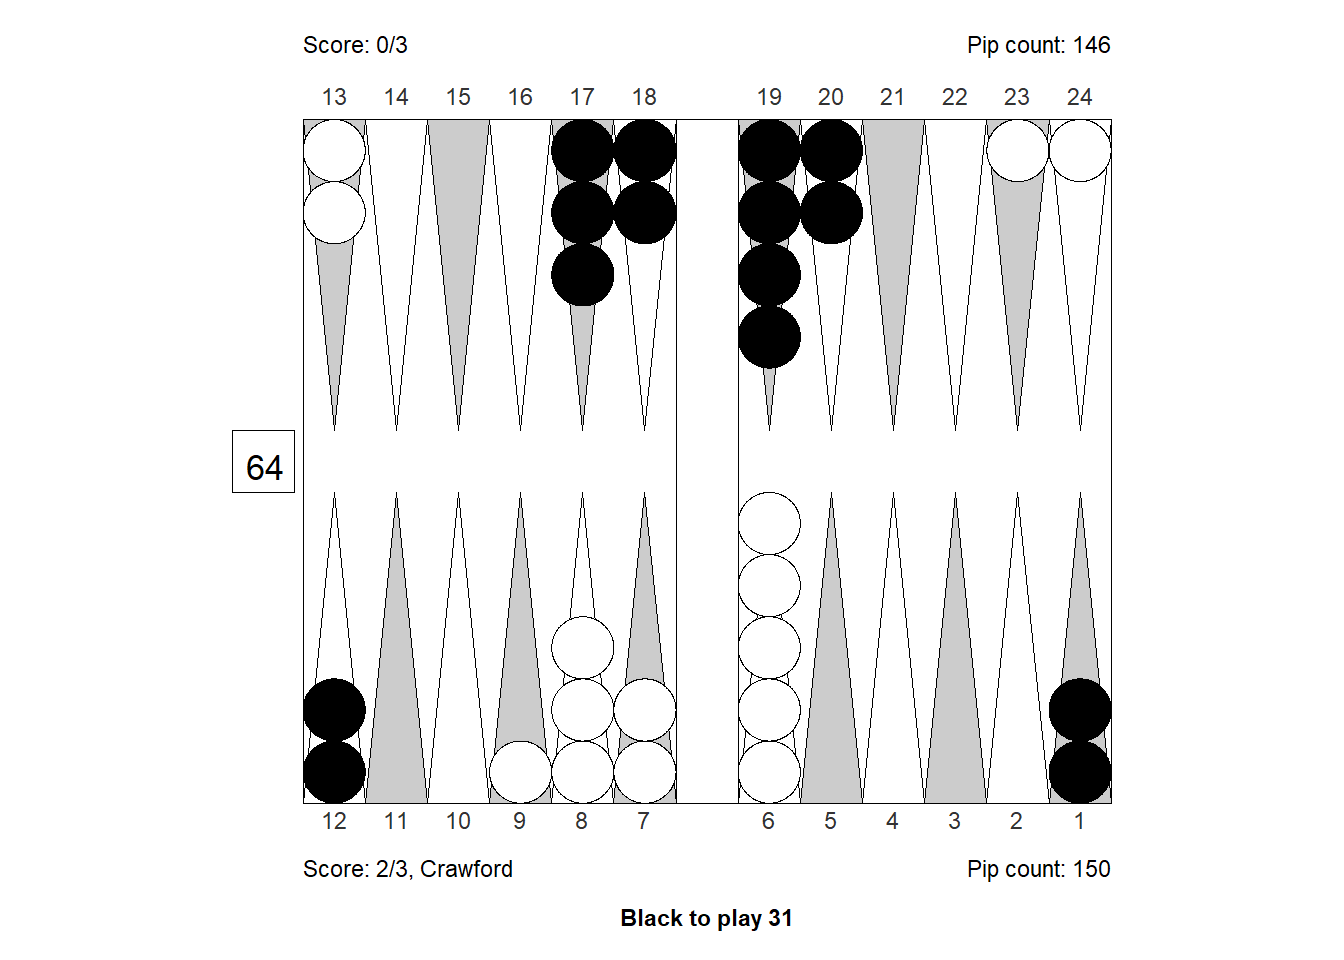 Score: 0/3 Pip count: 146
13 14 15 16 17 18 19 20 21 22 23 24
64
12 11 10 9 8 7 6 5 4 3 2 1
Score: 2/3, Crawford Pip count: 150
Black to play 31